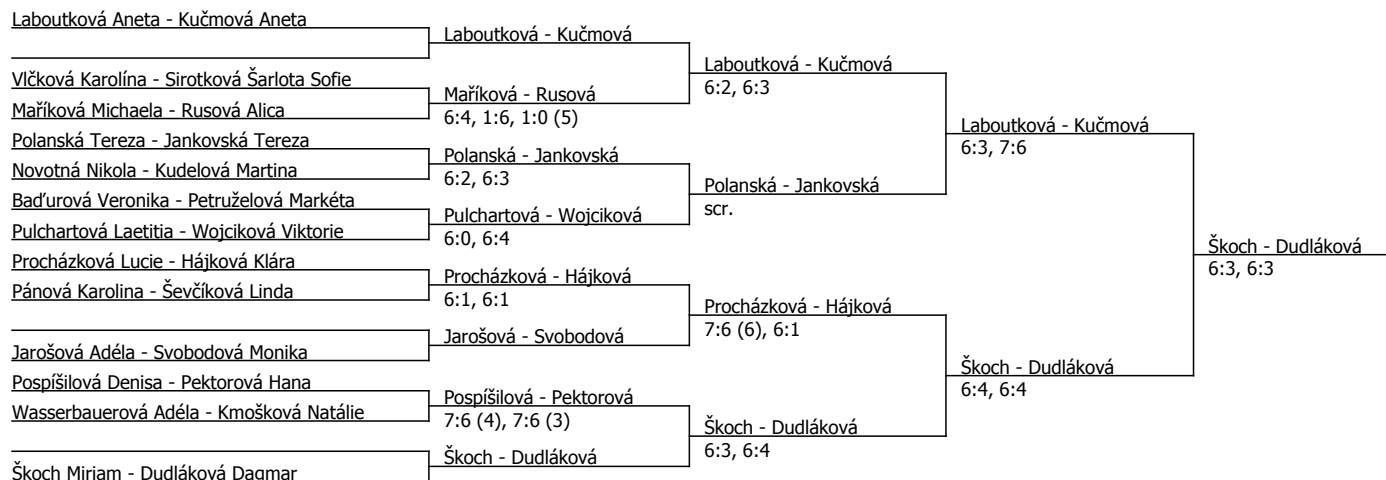 Laboutková Aneta - Kučmová Aneta
Vlčková Karolína - Sirotková Šarlota Sofie
Maříková Michaela - Rusová Alica
Polanská Tereza - Jankovská Tereza
Novotná Nikola - Kudelová Martina
Baďurová Veronika - Petruželová Markéta
Pulchartová Laetitia - Wojciková Viktorie
Procházková Lucie - Hájková Klára
Pánová Karolina - Ševčíková Linda
Jarošová Adéla - Svobodová Monika
Pospíšilová Denisa - Pektorová Hana
Wasserbauerová Adéla - Kmošková Natálie
Škoch Mirjam - Dudláková Dagmar
Laboutková - Kučmová
Maříková - Rusová
6:4, 1:6, 1:0 (5)
Polanská - Jankovská
6:2, 6:3
Pulchartová - Wojciková
6:0, 6:4
Procházková - Hájková
6:1, 6:1
Jarošová - Svobodová
Pospíšilová - Pektorová
7:6 (4), 7:6 (3)
Škoch - Dudláková
Laboutková - Kučmová
6:2, 6:3
Polanská - Jankovská
scr.
Procházková - Hájková
7:6 (6), 6:1
Škoch - Dudláková
6:3, 6:4
Laboutková - Kučmová
6:3, 7:6
Škoch - Dudláková
6:4, 6:4
Škoch - Dudláková
6:3, 6:3